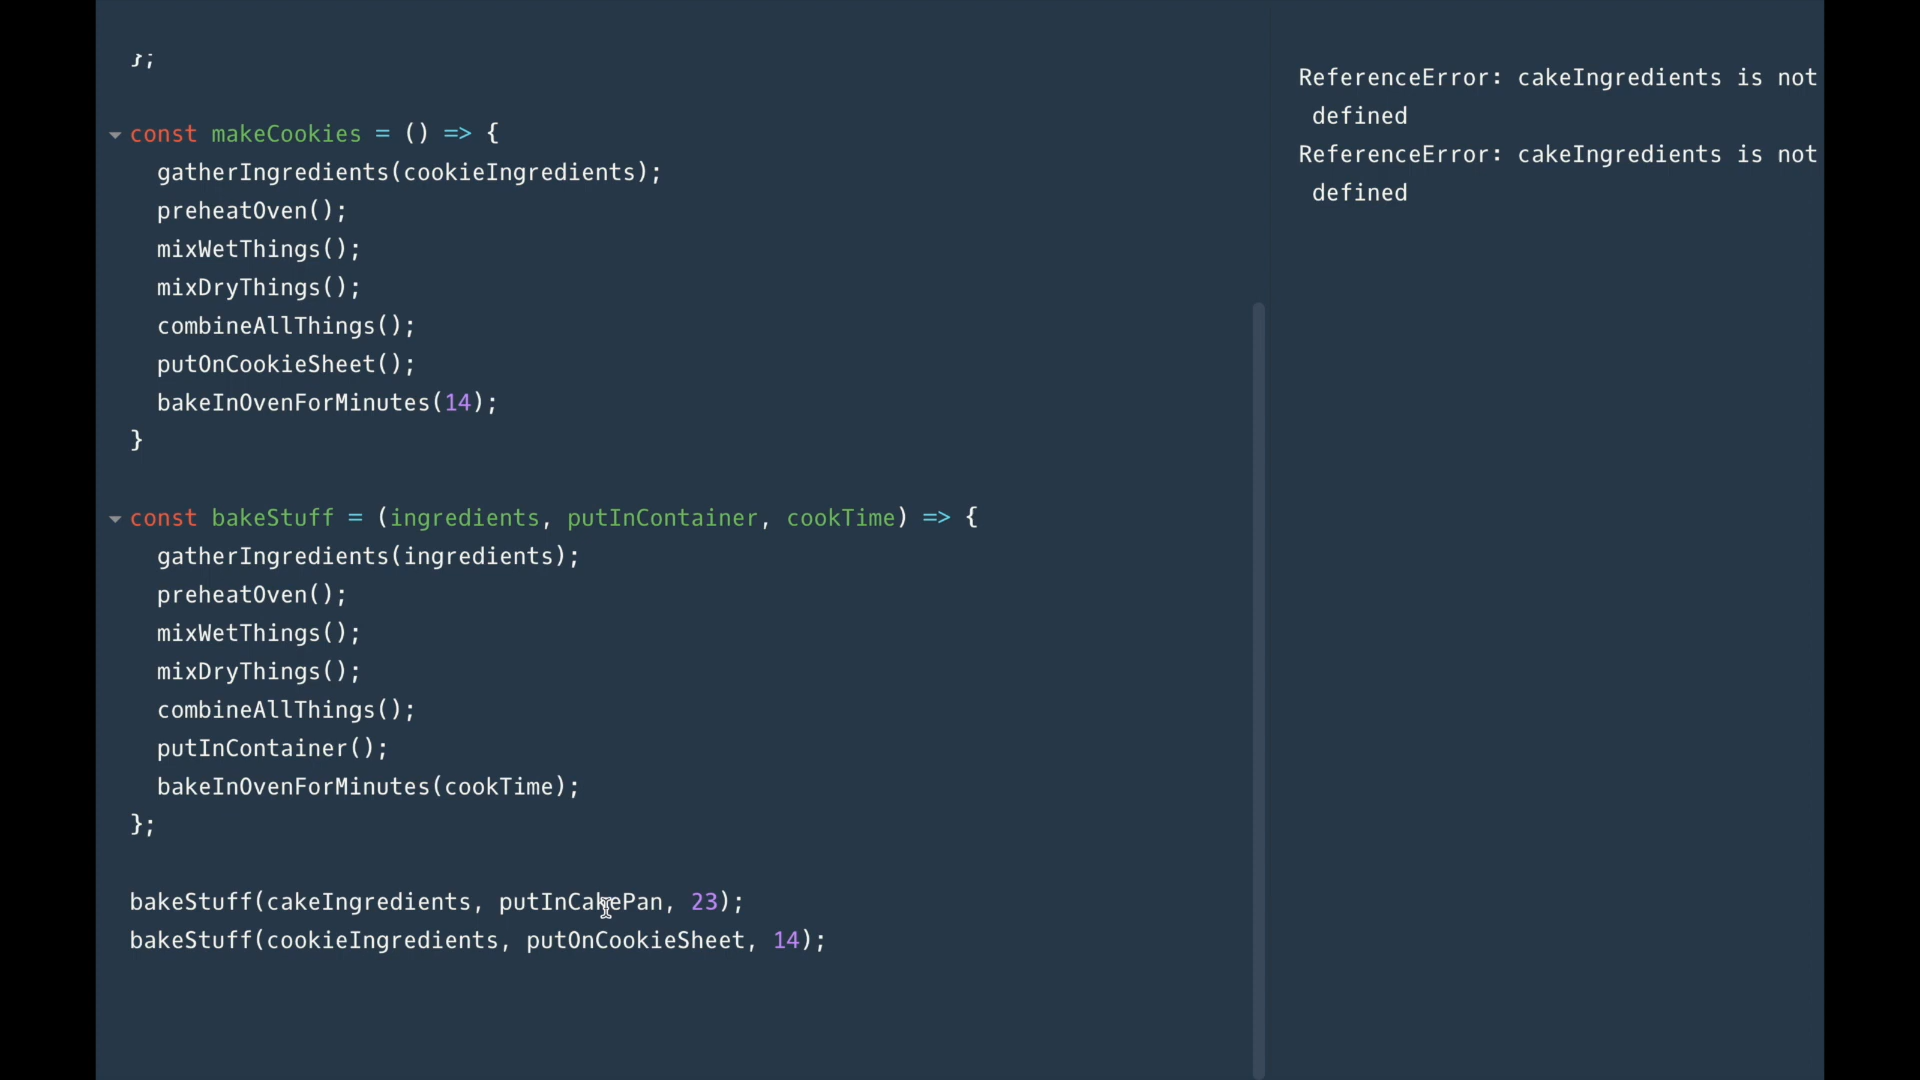 };
const makeCookies = () => {
gatherIngredients(cookieIngredients);
preheatOven();
mixWetThings();
mixDryThings();
combineAllThings();
putOnCookieSheet();
bakeInOvenForMinutes(14);
}
const bakeStuff = (ingredients, putInContainer, cookTime) => {
gatherIngredients(ingredients);
preheatOven();
mixWetThings();
mixDryThings();
combineAllThings();
putInContainer();
bakeInOvenForMinutes(cookTime);
};
bakeStuff(cakeIngredients, putInCakePan, 23);
bakeStuff(cookieIngredients, putOnCookieSheet, 14);
ReferenceError: cakeIngredients is not
defined
ReferenceError: cakeIngredients is not
defined